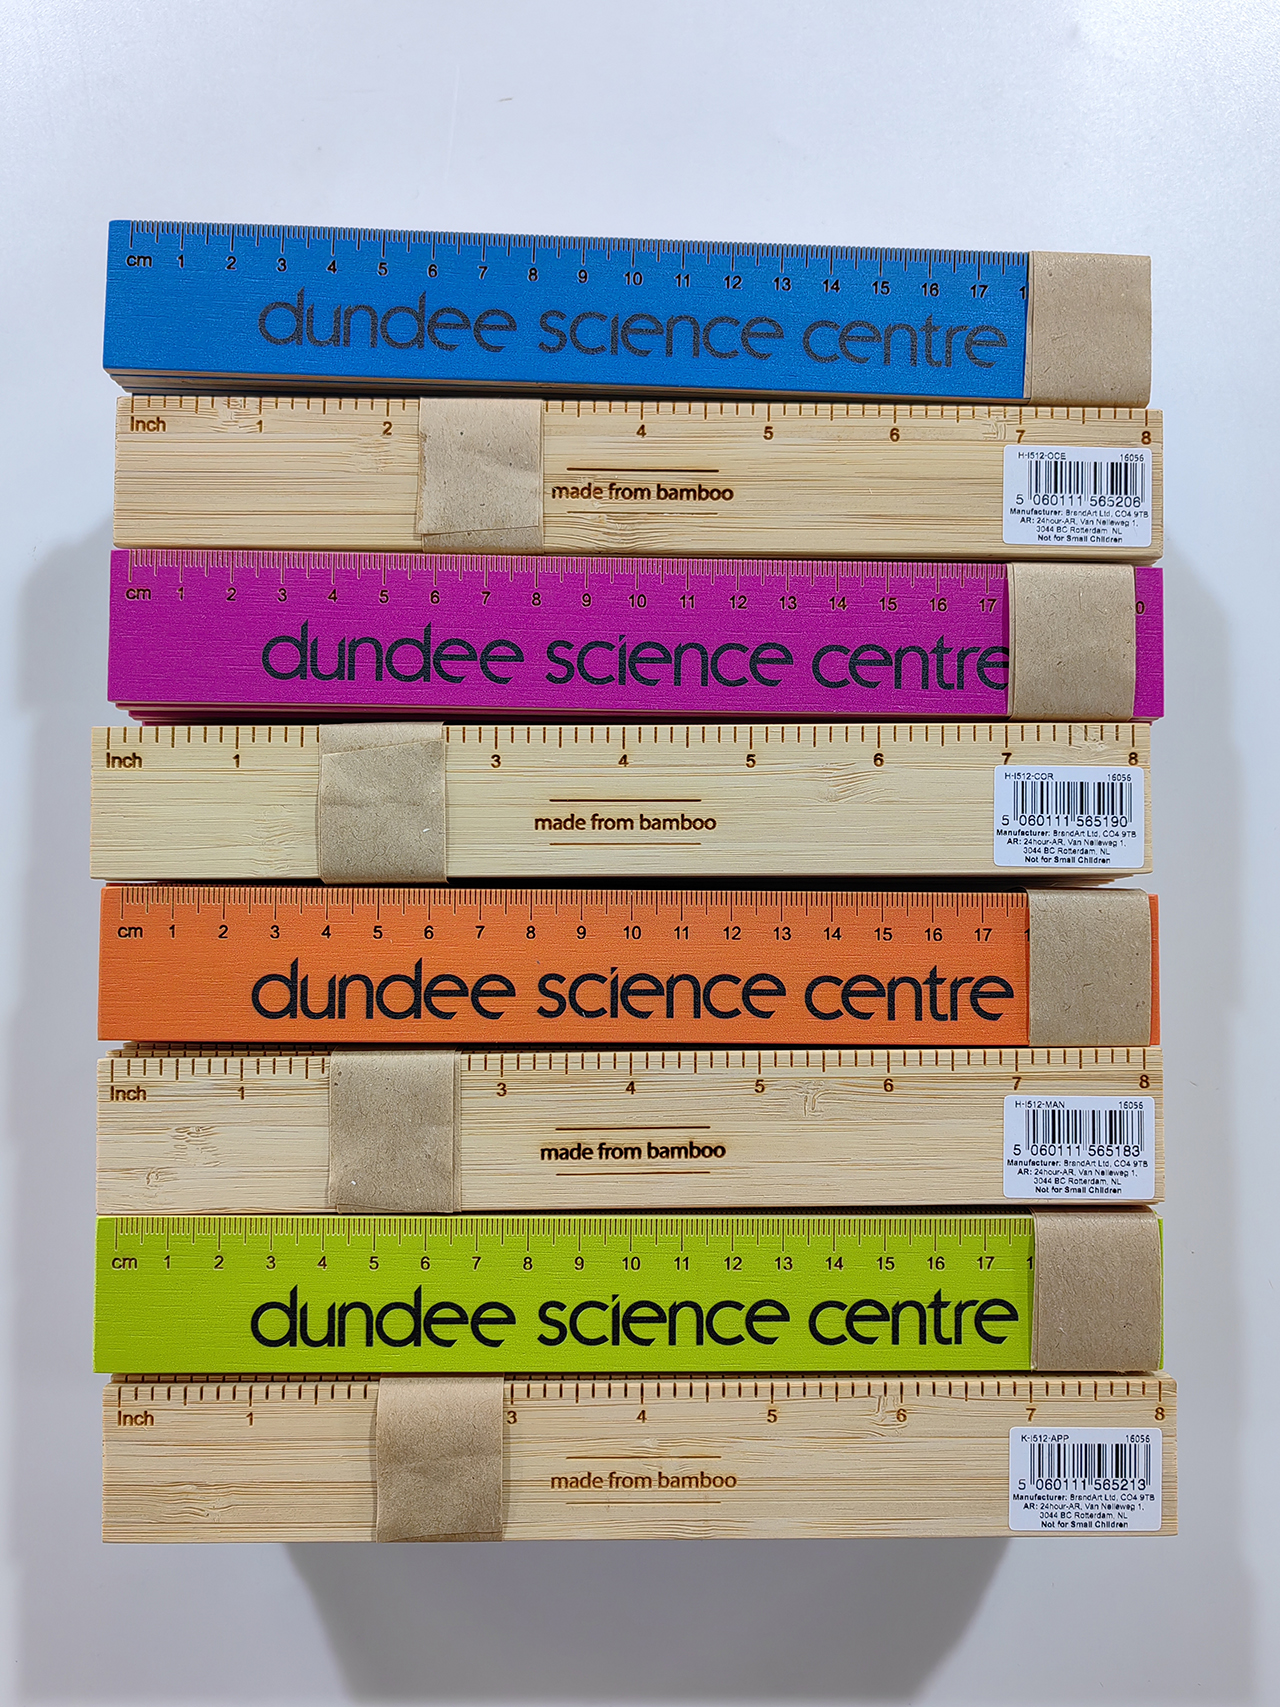 cm 1 2 3 4 5 6 7 8 9 10 11 12 13 14 15 16 17 1
dundee science centre
Inch 1 2 4 5 6 7 8
made from bamboo
H-I512-OCE 16056
5 060111 565206
Manufacturer: BrandArt Ltd, CO4 9TB
AR: 24hour-AR, Van Nelleweg 1,
3044 BC Rotterdam, NL
Not for Small Children
cm 1 2 3 4 5 6 7 8 9 10 11 12 13 14 15 16 17 0
dundee science centre
Inch 1 3 4 5 6 7 8
made from bamboo
H-I512-COR 16056
5 060111 565190
Manufacturer: BrandArt Ltd, CO4 9TB
AR: 24hour-AR, Van Nelleweg 1,
3044 BC Rotterdam, NL
Not for Small Children
cm 1 2 3 4 5 6 7 8 9 10 11 12 13 14 15 16 17 1
dundee science centre
Inch 1 3 4 5 6 7 8
made from bamboo
H-I512-MAN 16056
5 060111 565183
Manufacturer: BrandArt Ltd, CO4 9TB
AR: 24hour-AR, Van Nelleweg 1,
3044 BC Rotterdam, NL
Not for Small Children
cm 1 2 3 4 5 6 7 8 9 10 11 12 13 14 15 16 17 1
dundee science centre
Inch 1 3 4 5 6 7 8
made from bamboo
K-I512-APP 16056
5 060111 565213
Manufacturer: BrandArt Ltd, CO4 9TB
AR: 24hour-AR, Van Nelleweg 1,
3044 BC Rotterdam, NL
Not for Small Children